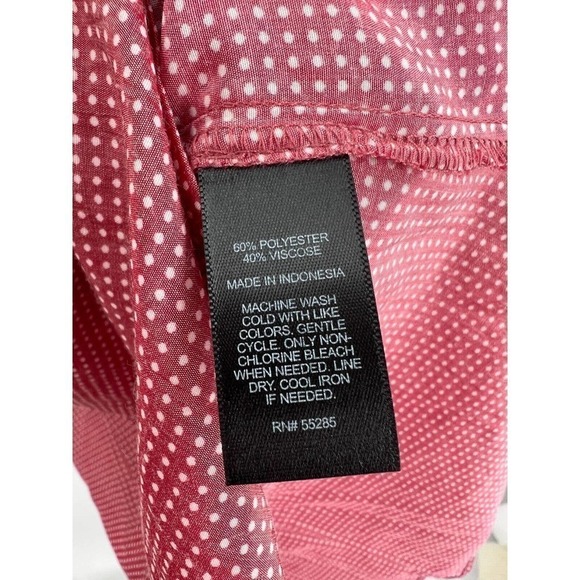 60% POLYESTER
40% VISCOSE
MADE IN INDONESIA
MACHINE WASH
COLD WITH LIKE
COLORS. GENTLE
CYCLE. ONLY NON-
CHLORINE BLEACH
WHEN NEEDED. LINE
DRY. COOL IRON
IF NEEDED.
RN# 55285